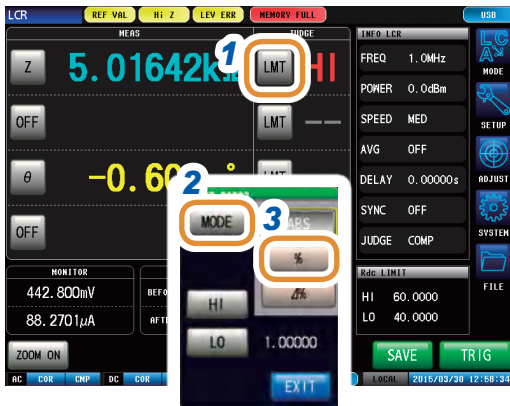 LCR REF VAL Hi Z LEV ERR MEMORY FULL USB
MEAS JUDGE INFO LCR
1
Z 5.01642k LMT HI
FREQ 1.0MHz
MODE
POWER 0.0dBm
OFF LMT --
SPEED MED
SETUP
AVG OFF
θ -0.60 ° LMT
DELAY 0.00000s
ADJUST
2
MODE
3
ABS
SYNC OFF
OFF
%
JUDGE COMP
SYSTEM
MONITOR
Rdc LIMIT
Δ%
442.800mV BEFO
HI
HI 60.0000
FILE
88.2701μA AFT
LO 1.00000
LO 40.0000
ZOOM ON
EXIT
SAVE TRIG
AC COR CMP DC COR
LOCAL 2015/03/30 12:58:34